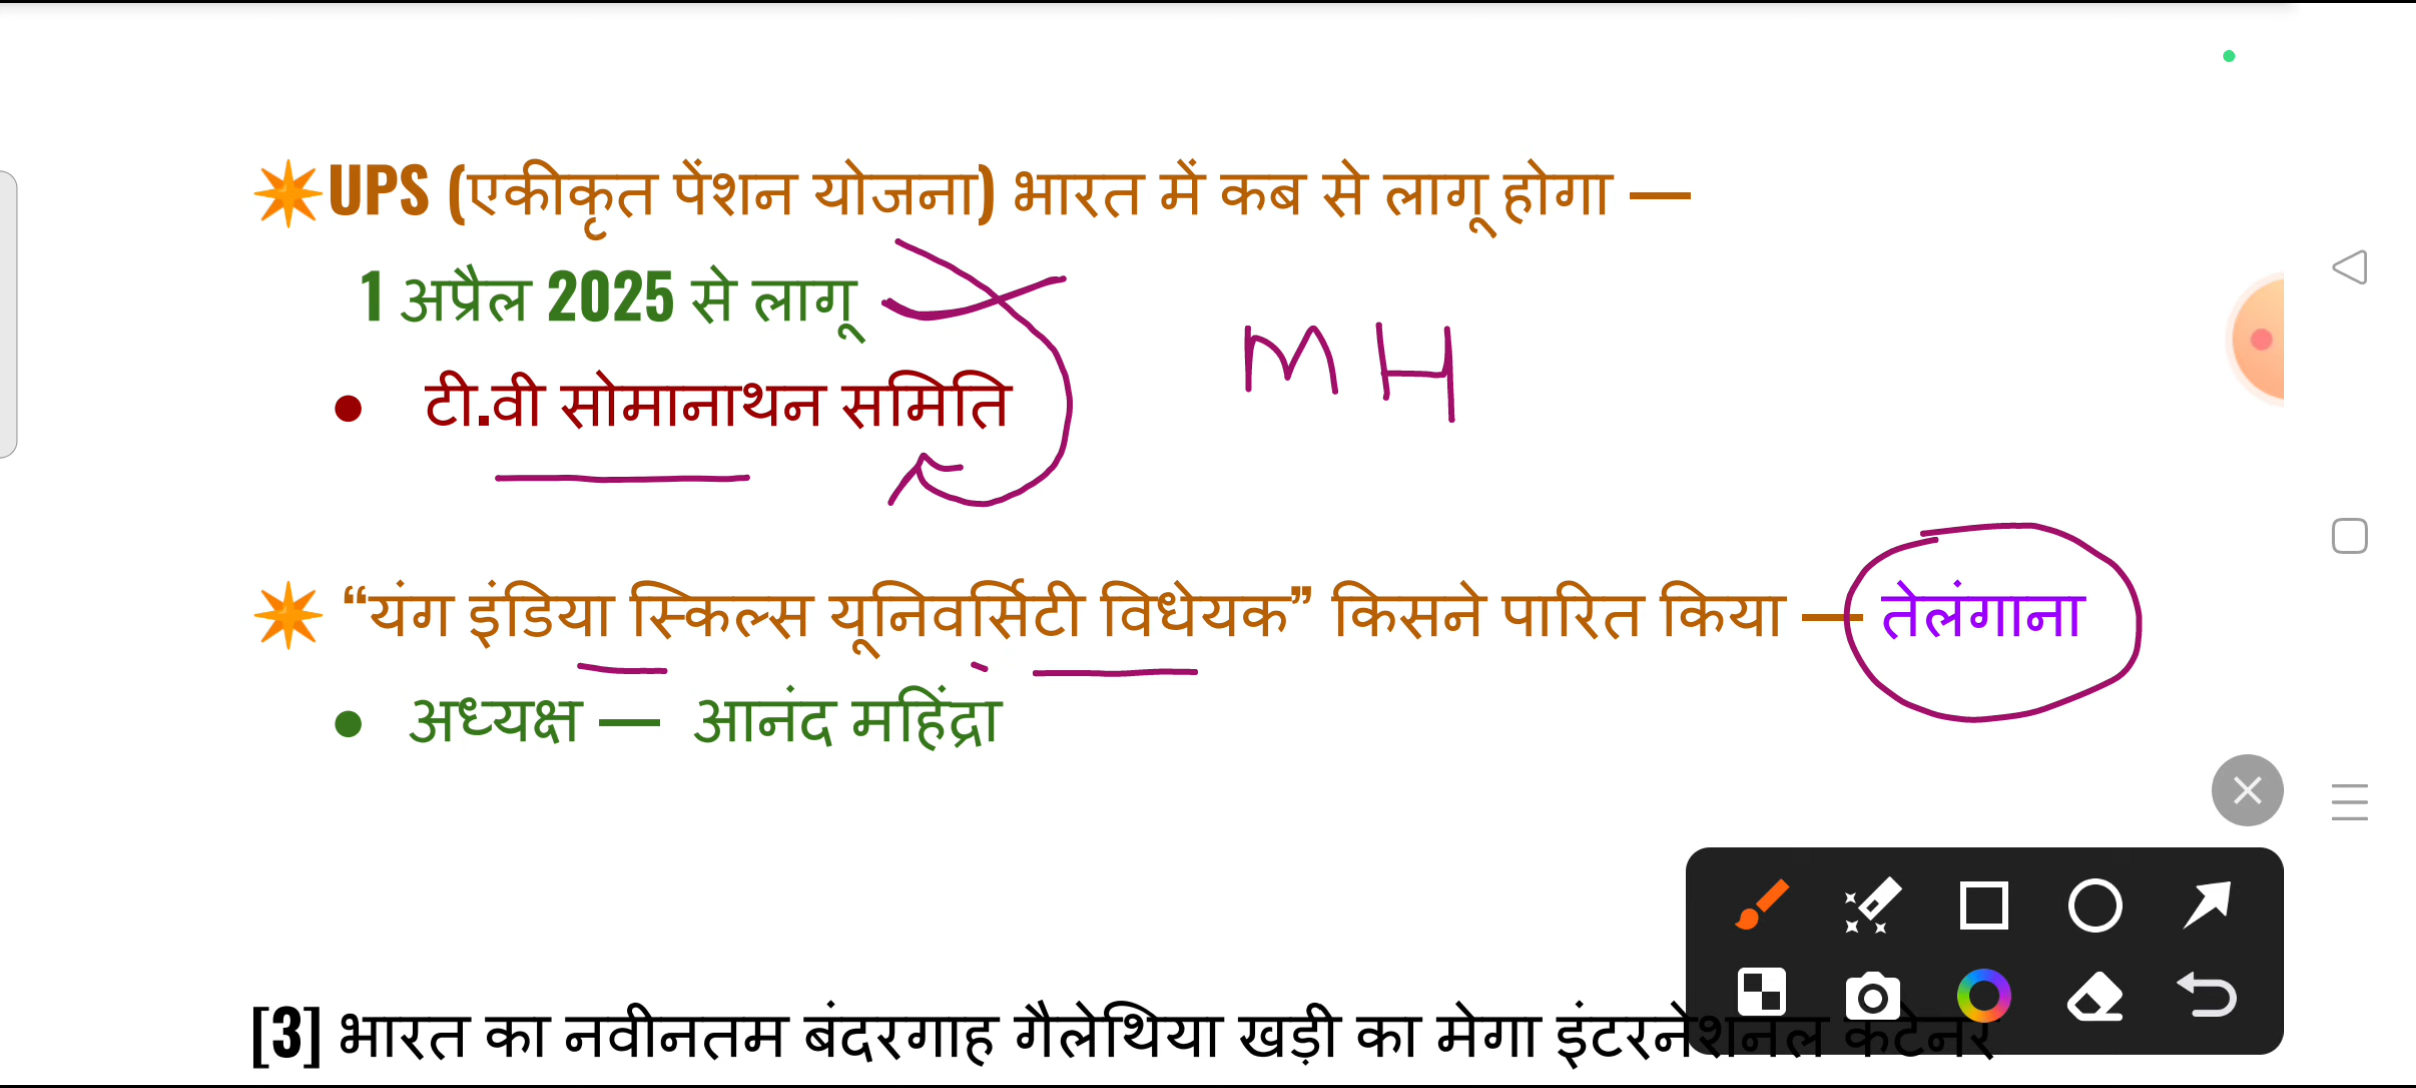 UPS (एकीकृत पेंशन योजना) भारत में कब से लागू होगा —
1 अप्रैल 2025 से लागू
MH
• टी.वी सोमानाथन समिति
“यंग इंडिया स्किल्स यूनिवर्सिटी विधेयक” किसने पारित किया — तेलंगाना
• अध्यक्ष — आनंद महिंद्रा
[3] भारत का नवीनतम बंदरगाह गैलेथिया खड़ी का मेगा इंटरनेशनल कंटेनर